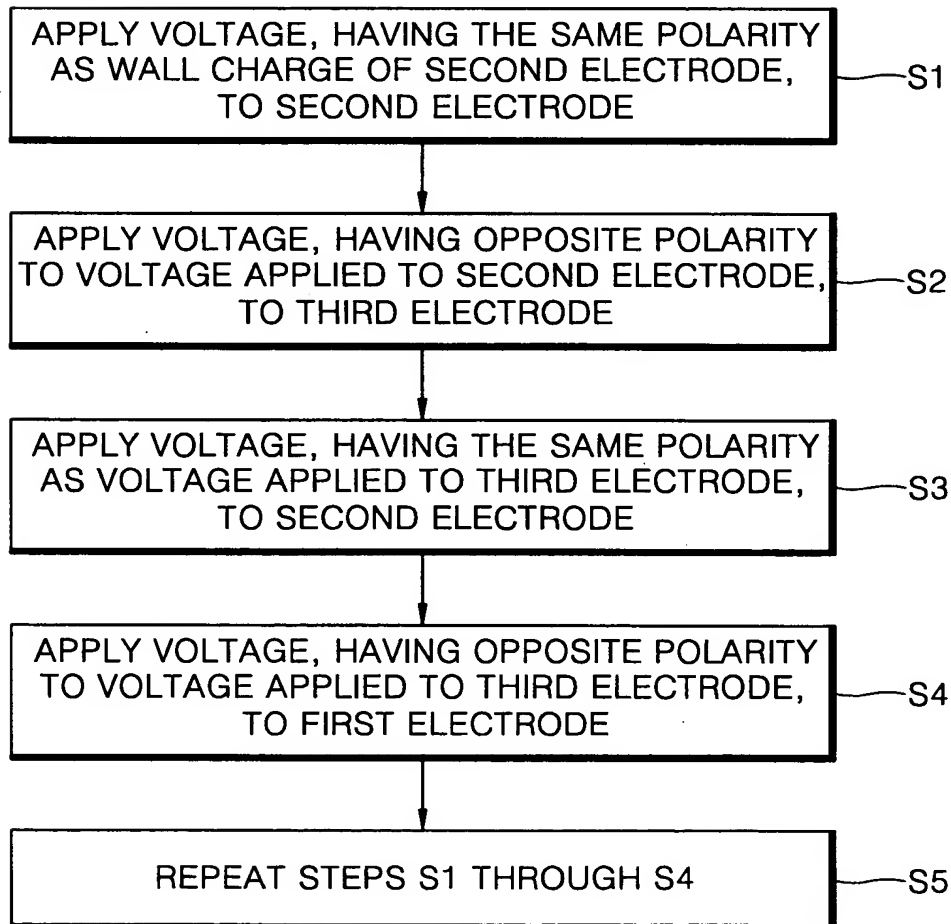 APPLY VOLTAGE, HAVING THE SAME POLARITY
AS WALL CHARGE OF SECOND ELECTRODE,
TO SECOND ELECTRODE
S1
APPLY VOLTAGE, HAVING OPPOSITE POLARITY
TO VOLTAGE APPLIED TO SECOND ELECTRODE,
TO THIRD ELECTRODE
S2
APPLY VOLTAGE, HAVING THE SAME POLARITY
AS VOLTAGE APPLIED TO THIRD ELECTRODE,
TO SECOND ELECTRODE
S3
APPLY VOLTAGE, HAVING OPPOSITE POLARITY
TO VOLTAGE APPLIED TO THIRD ELECTRODE,
TO FIRST ELECTRODE
S4
REPEAT STEPS S1 THROUGH S4
S5